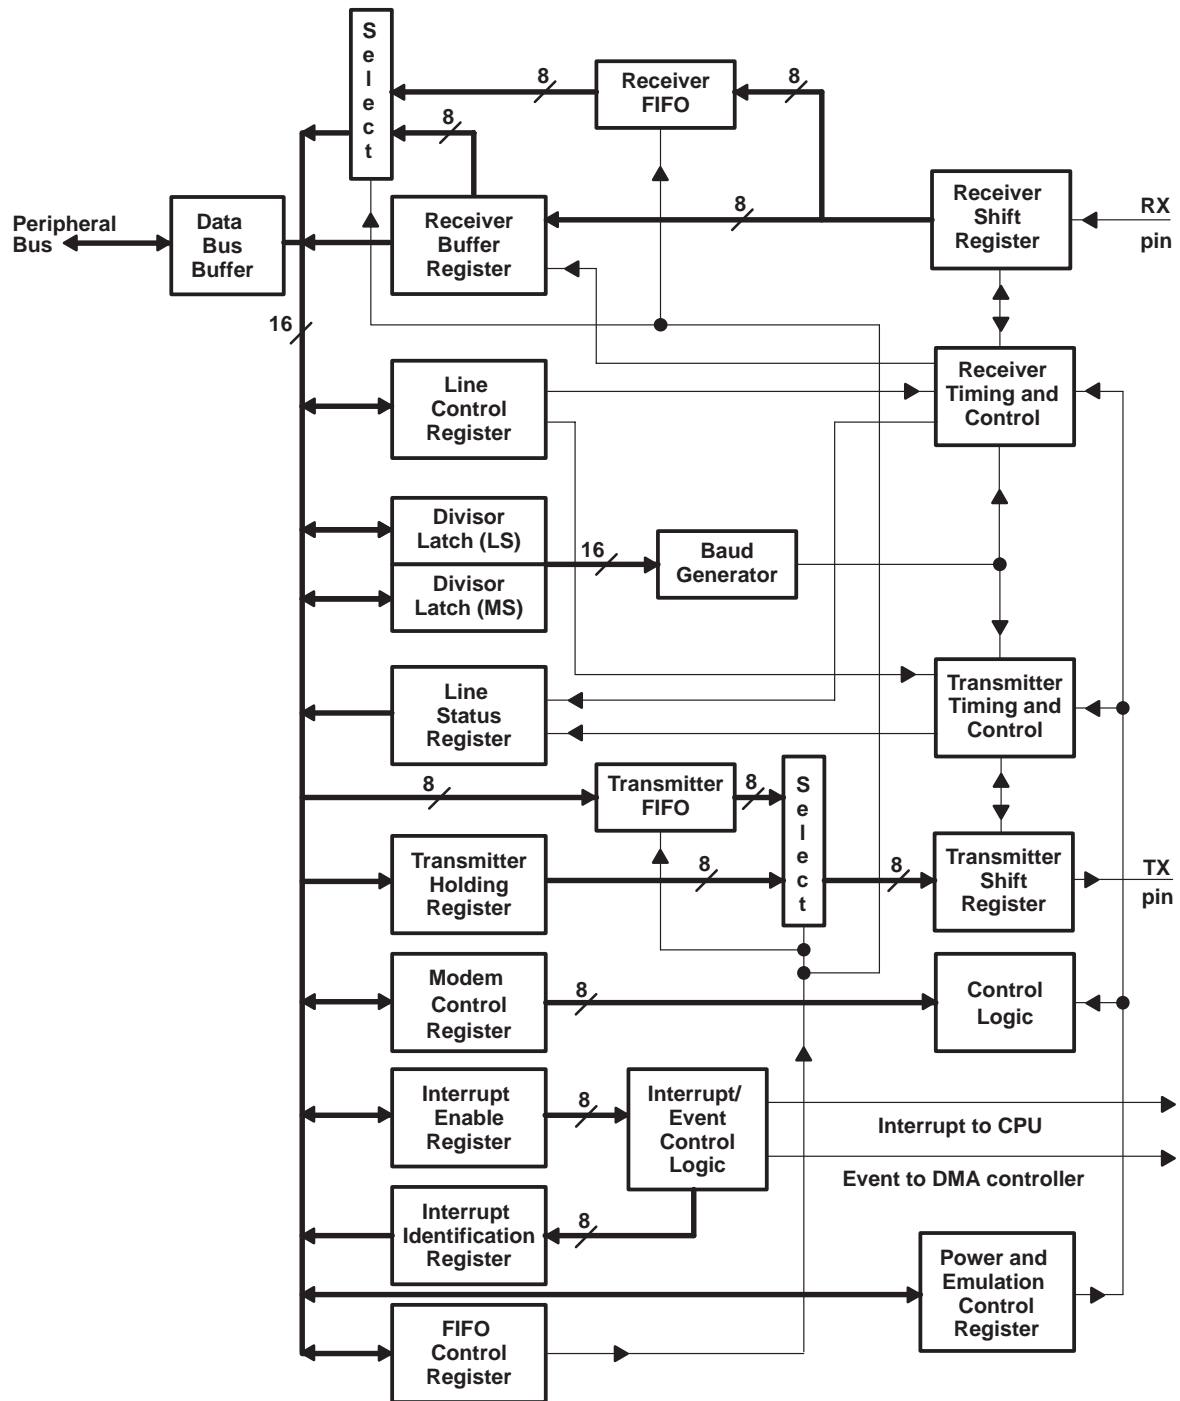 S
e
l
e
c
t
8
Receiver
FIFO
8
8
Peripheral
Bus
Data
Bus
Buffer
Receiver
Buffer
Register
8
Receiver
Shift
Register
RX
pin
16
Line
Control
Register
Receiver
Timing and
Control
Divisor
Latch (LS)
Divisor
Latch (MS)
16
Baud
Generator
Line
Status
Register
Transmitter
Timing and
Control
8
Transmitter
FIFO
8
S
e
l
e
c
t
Transmitter
Holding
Register
8
8
Transmitter
Shift
Register
TX
pin
Modem
Control
Register
8
Control
Logic
Interrupt
Enable
Register
8
Interrupt/
Event
Control
Logic
Interrupt to CPU
Event to DMA controller
Interrupt
Identification
Register
8
Power and
Emulation
Control
Register
FIFO
Control
Register